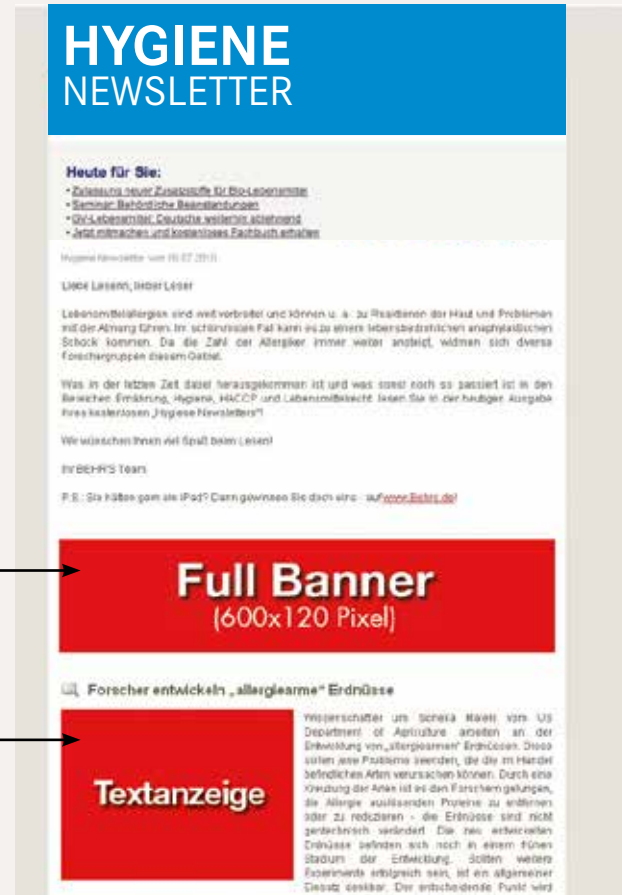 HYGIENE
NEWSLETTER
Heute für Sie:
• Zulassung neuer Zusatzstoffe für Bio-Lebensmittel
• Seminar: Behördliche Beanstandungen
• GV-Lebensmittel: Deutsche weiterhin ablehnend
• Jetzt mitmachen und kostenloses Fachbuch erhalten
Hygiene Newsletter vom
Liebe Leserin, lieber Leser
Lebensmittelallergien sind weit verbreitet und können u. a. zu Reaktionen der Haut und Problemen
mit der Atmung führen. Im schlimmsten Fall kann es zu einem lebensbedrohlichen anaphylaktischen
Schock kommen. Da die Zahl der Allergiker immer weiter ansteigt, widmen sich diverse
Forschergruppen diesem Gebiet.
Was in der letzten Zeit dabei herausgekommen ist und was sonst noch so passiert ist in den
Bereichen Ernährung, Hygiene, HACCP und Lebensmittelrecht lesen Sie in der heutigen Ausgabe
Ihres kostenlosen „Hygiene Newsletters“!
Wir wünschen Ihnen viel Spaß beim Lesen!
Ihr BEHR'S Team
P.S.: Sie hätten gern ein iPad? Dann gewinnen Sie doch eins - auf www.Behrs.de!
Full Banner
(600x120 Pixel)
Forscher entwickeln „allergiearme“ Erdnüsse
Textanzeige
Wissenschaftler um vom US
Department of Agriculture arbeiten an der
Entwicklung von „allergiearmen“ Erdnüssen. Diese
sollen jene Probleme beenden, die die im Handel
befindlichen Arten verursachen können. Durch eine
Kreuzung der Arten ist es den Forschern gelungen,
die Allergie auslösenden Proteine zu entfernen
oder zu reduzieren - die Erdnüsse sind nicht
gentechnisch verändert. Die neu entwickelten
Erdnüsse befinden sich noch in einem frühen
Stadium der Entwicklung. Sollten weitere
Experimente erfolgreich sein, ist ein allgemeiner
Einsatz denkbar. Der entscheidende Punkt wird